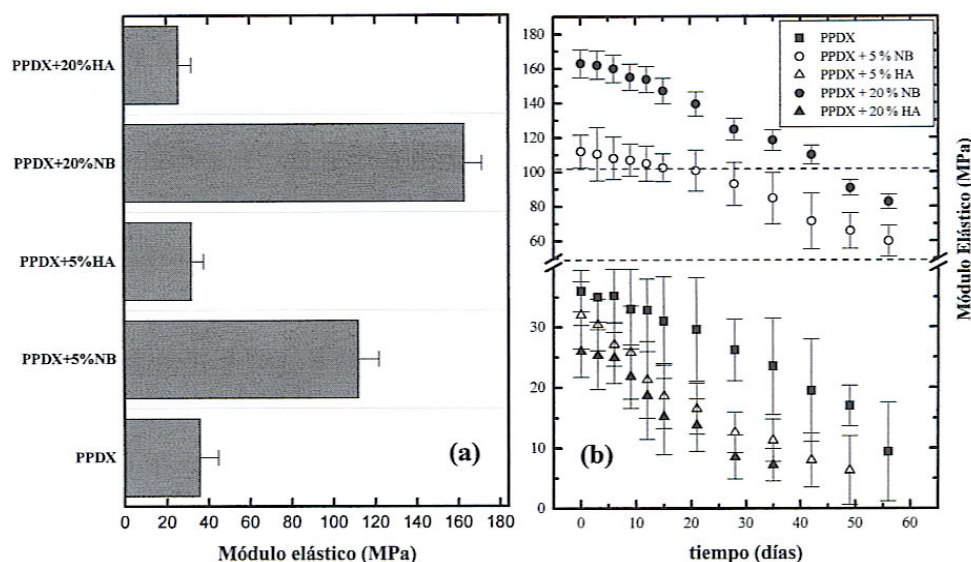 PPDX+20%HA
PPDX+20%NB
PPDX+5%HA
PPDX+5%NB
PPDX
0 20 40 60 80 100 120 140 160 180
Módulo elástico (MPa)
(a)
180
160
140
120
100
80
60
30
20
10
0
0 10 20 30 40 50 60
tiempo (días)
(b)
PPDX
PPDX + 5% NB
PPDX + 5% HA
PPDX + 20% NB
PPDX + 20% HA
Módulo Elástico (MPa)